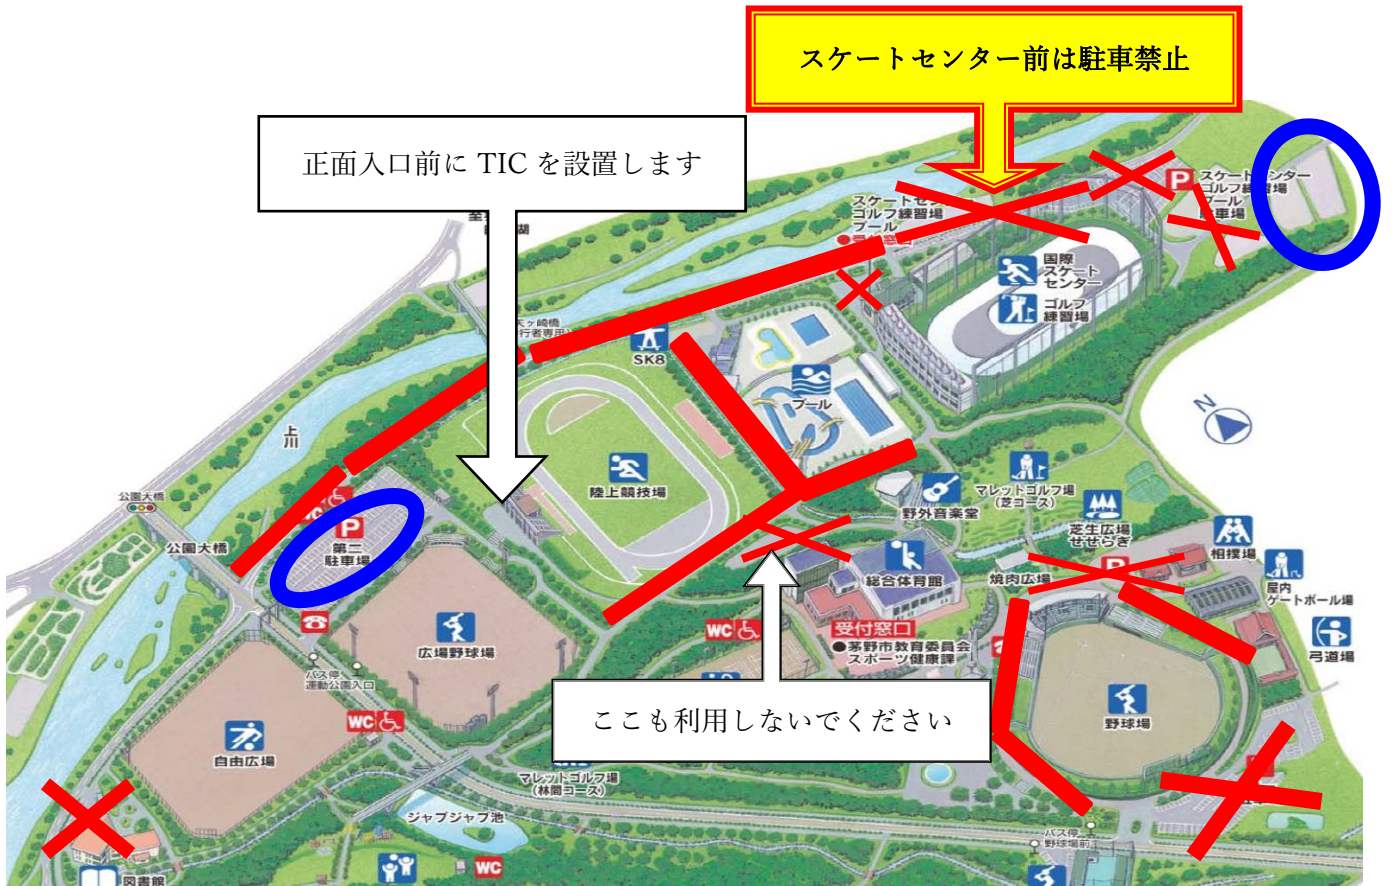 スケートセンター前は駐車禁止
正面入口前に TIC を設置します
スケートセンター
ゴルフ練習場
プール
駐車場
ゴルフ練習場
プール
国際
スケート
センター
ゴルフ
練習場
SK8
プール
上川
陸上競技場
マレットゴルフ場
(芝コース)
野外音楽堂
芝生広場
せせらぎ
相撲場
公園大橋
公園大橋
P
第二
駐車場
総合体育館
焼肉広場
屋内
ゲートボール場
弓道場
受付窓口
●茅野市教育委員会
スポーツ健康課
WC
広場野球場
バス停
運動公園入口
WC
自由広場
ここも利用しないでください
野球場
マレットゴルフ場
(林間コース)
ジャブジャブ池
バス停
野球場前
WC
図書館
P
N